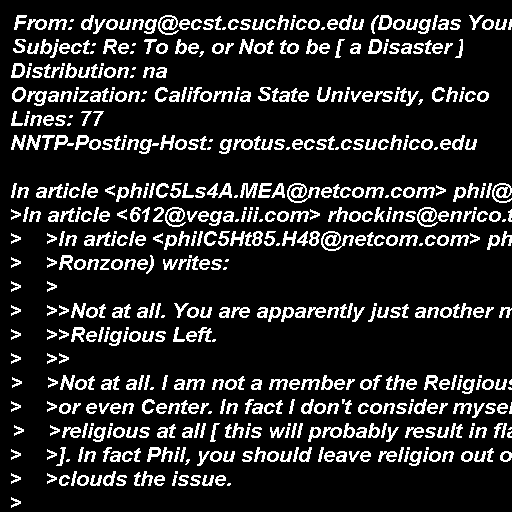 From: dyoung@ecst.csuchico.edu (Douglas Your
Subject: Re: To be, or Not to be [ a Disaster ]
Distribution: na
Organization: California State University, Chico
Lines: 77
NNTP-Posting-Host: grotus.ecst.csuchico.edu

In article <philC5Ls4A.MEA@netcom.com> phil@
>In article <612@vega.iii.com> rhockins@enrico.t
>    >In article <philC5Ht85.H48@netcom.com> ph
>    >Ronzone) writes:
>    >
>    >>Not at all. You are apparently just another m
>    >>Religious Left.
>    >>
>    >Not at all. I am not a member of the Religious
>    >or even Center. In fact I don't consider mysel
>    >religious at all [ this will probably result in fla
>    >]. In fact Phil, you should leave religion out o
>    >clouds the issue.
>